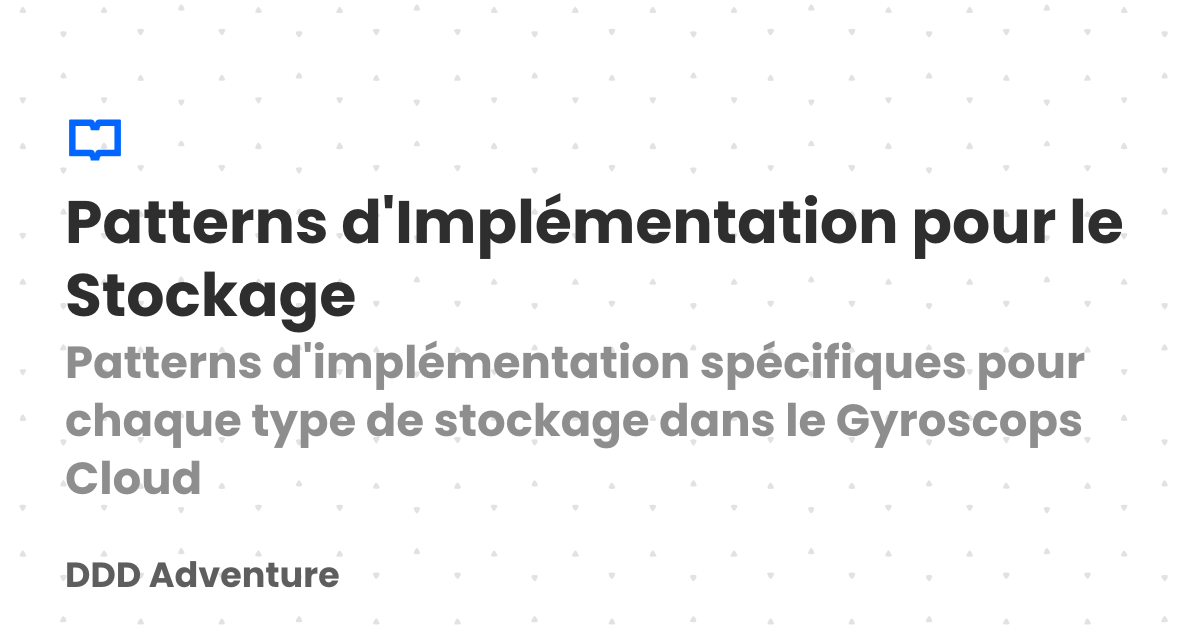 Patterns d'Implémentation pour le
Stockage
Patterns d'implémentation spécifiques pour
chaque type de stockage dans le Gyroscops
Cloud
DDD Adventure